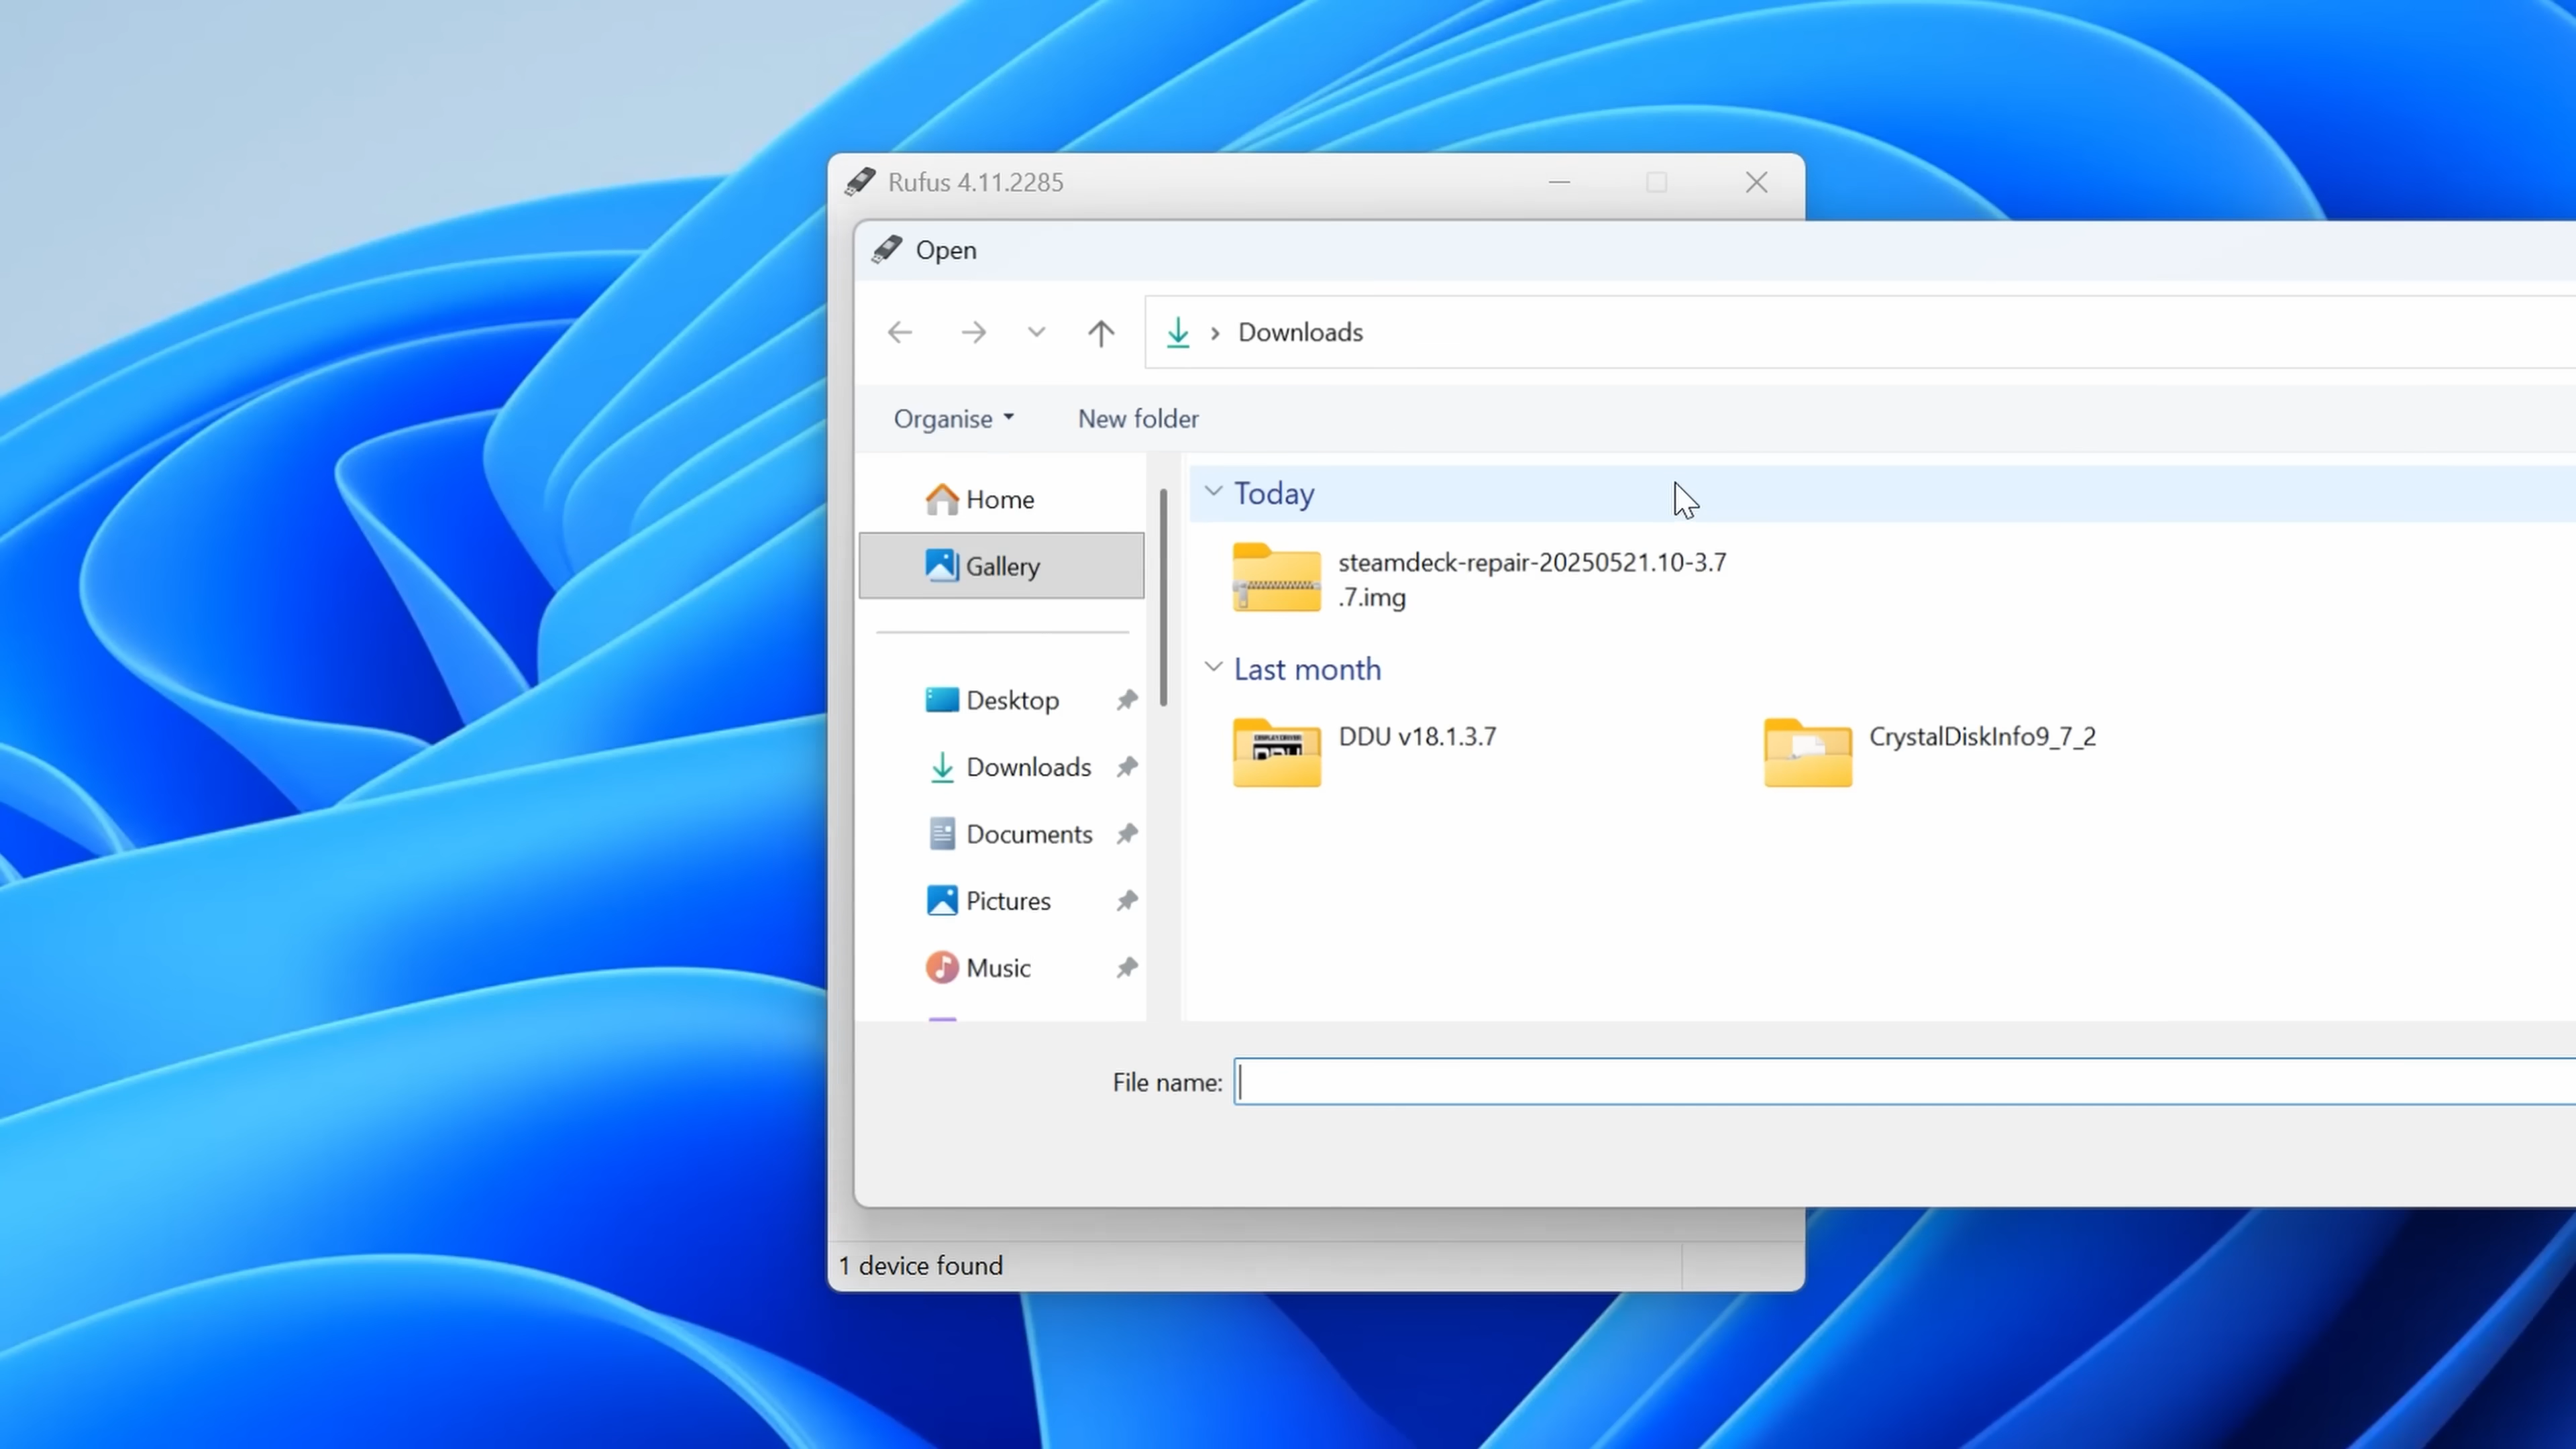 Rufus 4.11.2285
Open
Downloads
Organise
New folder
Home
Gallery
Desktop
Downloads
Documents
Pictures
Music
Today
steamdeck-repair-20250521.10-3.7
.7.img
Last month
DDU v18.1.3.7
CrystalDiskInfo9_7_2
File name:
1 device found